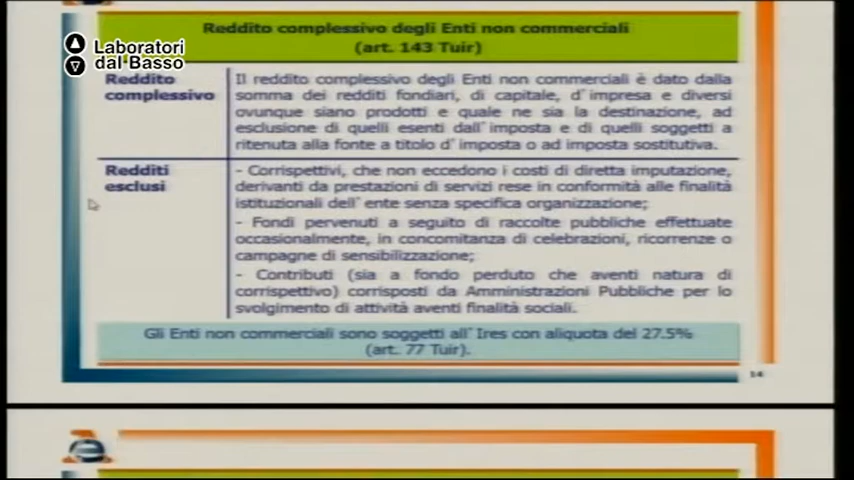 Reddito complessivo degli Enti non commerciali
(art. 143 Tuir)
Laboratori
dal Basso
Reddito
complessivo
Il reddito complessivo degli Enti non commerciali è dato dalla
somma dei redditi fondiari, di capitale, d'impresa e diversi
ovunque siano prodotti e quale ne sia la destinazione, ad
esclusione di quelli esenti dall'imposta e di quelli soggetti a
ritenuta alla fonte a titolo d'imposta o ad imposta sostitutiva.
Redditi
esclusi
- Corrispettivi, che non eccedono i costi di diretta imputazione,
derivanti da prestazioni di servizi rese in conformità alle finalità
istituzionali dell'ente senza specifica organizzazione;
- Fondi pervenuti a seguito di raccolte pubbliche effettuate
occasionalmente, in concomitanza di celebrazioni, ricorrenze o
campagne di sensibilizzazione;
- Contributi (sia a fondo perduto che aventi natura di
corrispettivo) corrisposti da Amministrazioni Pubbliche per lo
svolgimento di attività aventi finalità sociali.
Gli Enti non commerciali sono soggetti all'Ires con aliquota del 27.5%
(art. 77 Tuir).
14
e